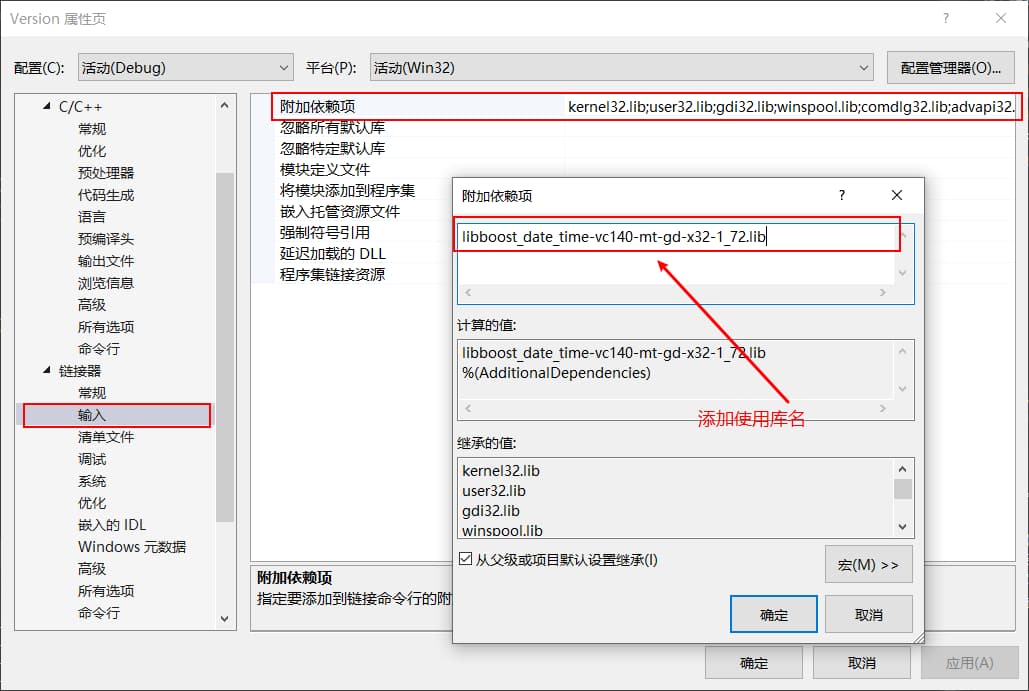 Version 属性页
配置(C):
活动(Debug)
平台(P):
活动(Win32)
配置管理器(O)...
C/C++
常规
优化
预处理器
代码生成
语言
预编译头
输出文件
浏览信息
高级
所有选项
命令行
链接器
常规
输入
清单文件
调试
系统
优化
嵌入的 IDL
Windows 元数据
高级
所有选项
命令行
附加依赖项
kernel32.lib;user32.lib;gdi32.lib;winspool.lib;comdlg32.lib;advapi32.
忽略所有默认库
忽略特定默认库
模块定义文件
将模块添加到程序集
嵌入托管资源文件
强制符号引用
延迟加载的 DLL
程序集链接资源
附加依赖项
指定要添加到链接命令行的附
附加依赖项
?
libboost_date_time-vc140-mt-gd-x32-1_72.lib
计算的值:
libboost_date_time-vc140-mt-gd-x32-1_72.lib
%(AdditionalDependencies)
添加使用库名
继承的值:
kernel32.lib
user32.lib
gdi32.lib
winspool.lib
从父级或项目默认设置继承(I)
宏(M) >>
确定
取消
确定
取消
应用(A)